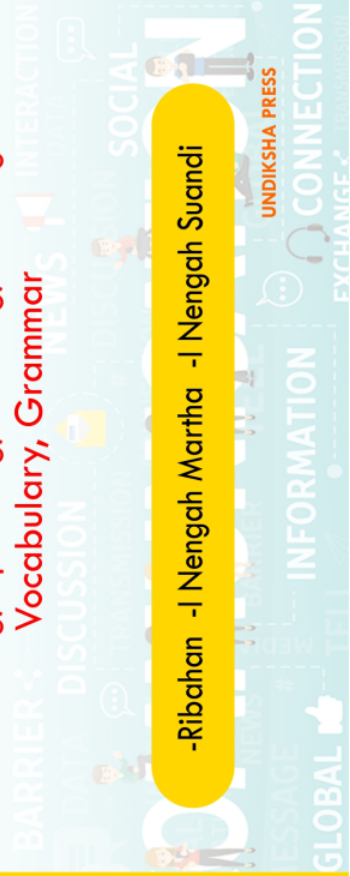 Vocabulary, Grammar
-Ribahan -I Nengah Martha -I Nengah Suandi
UNDIKSHA PRESS
BARRIER
DATA
DISCUSSION
NEWS
INTERACTION
DATA
SOCIAL
TRANSMISSION
NEWS
BARRIER
GLOBAL
MESSAGE
INFORMATION
TELL
WEB
CONNECTION
EXCHANGE
TRANSMISSION